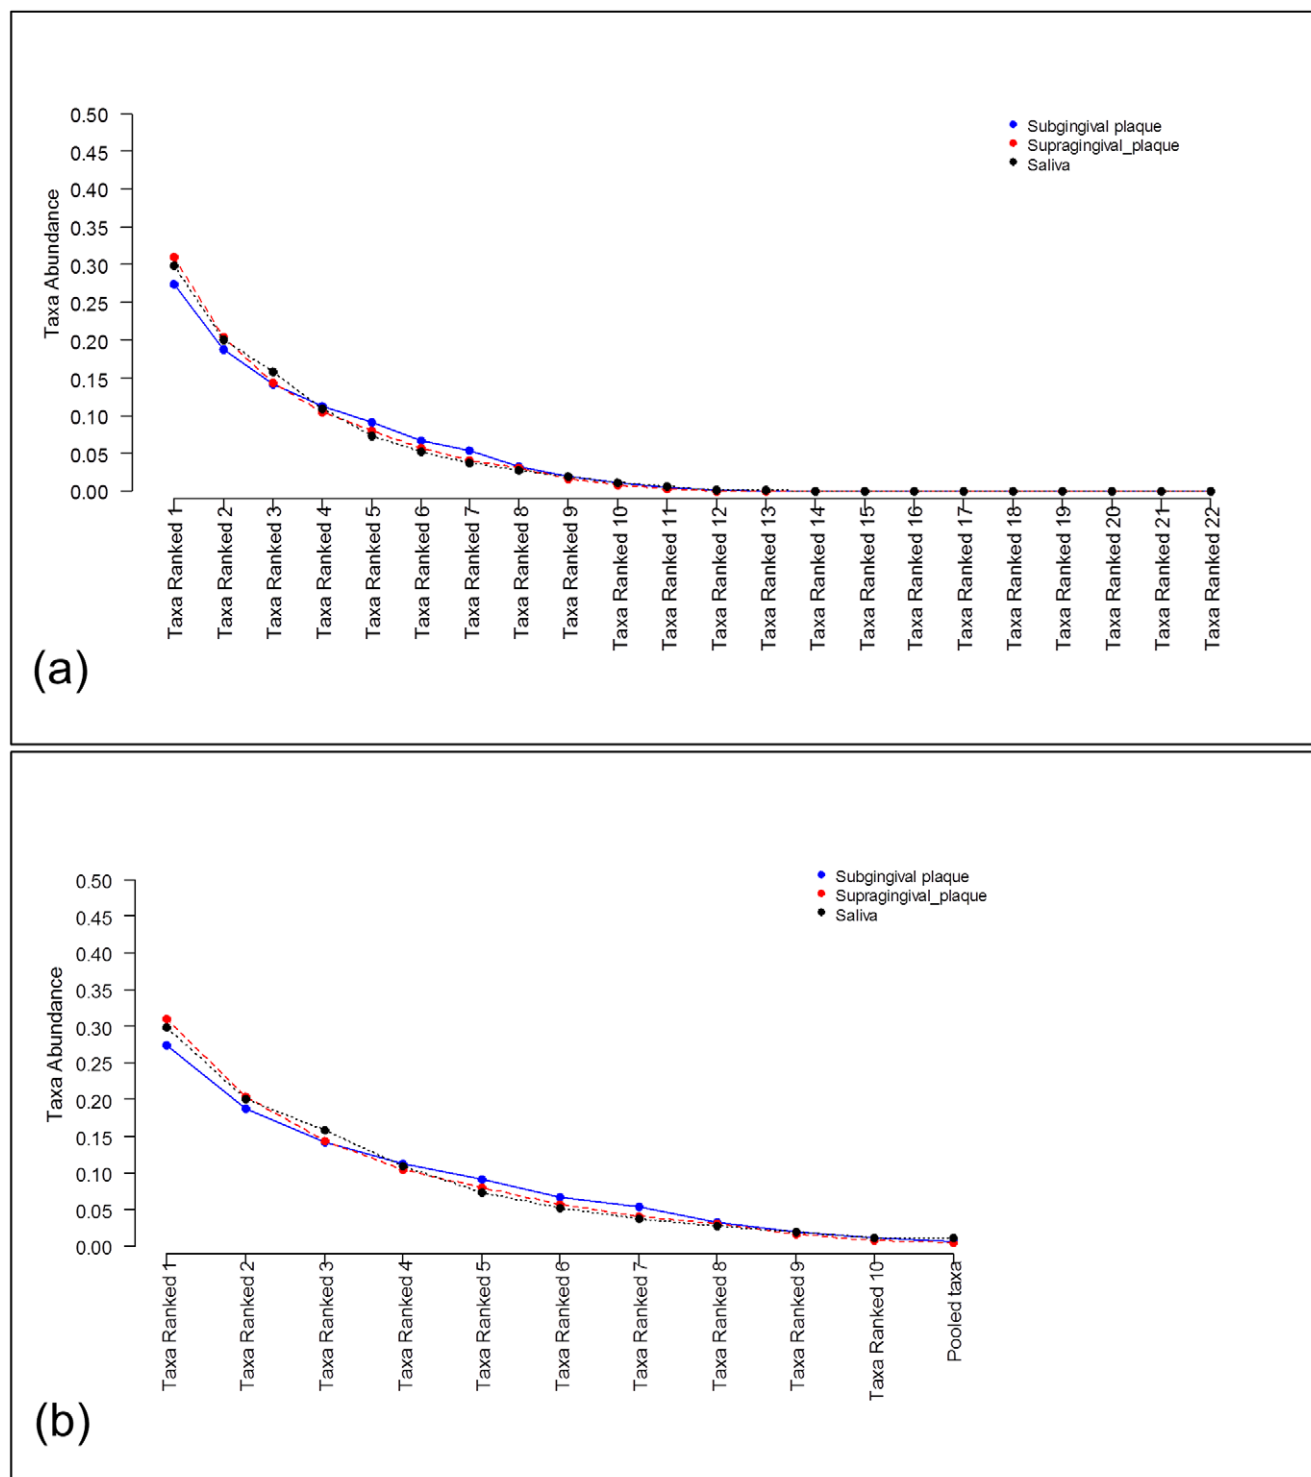 0.50
0.45
0.40
0.35
0.30
0.25
0.20
0.15
0.10
0.05
0.00
Taxa Abundance
Subgingival plaque
Supragingival_plaque
Saliva
Taxa Ranked 1
Taxa Ranked 2
Taxa Ranked 3
Taxa Ranked 4
Taxa Ranked 5
Taxa Ranked 6
Taxa Ranked 7
Taxa Ranked 8
Taxa Ranked 9
Taxa Ranked 10
Taxa Ranked 11
Taxa Ranked 12
Taxa Ranked 13
Taxa Ranked 14
Taxa Ranked 15
Taxa Ranked 16
Taxa Ranked 17
Taxa Ranked 18
Taxa Ranked 19
Taxa Ranked 20
Taxa Ranked 21
Taxa Ranked 22
(a)
0.50
0.45
0.40
0.35
0.30
0.25
0.20
0.15
0.10
0.05
0.00
Taxa Abundance
Subgingival plaque
Supragingival_plaque
Saliva
Taxa Ranked 1
Taxa Ranked 2
Taxa Ranked 3
Taxa Ranked 4
Taxa Ranked 5
Taxa Ranked 6
Taxa Ranked 7
Taxa Ranked 8
Taxa Ranked 9
Taxa Ranked 10
Pooled taxa
(b)